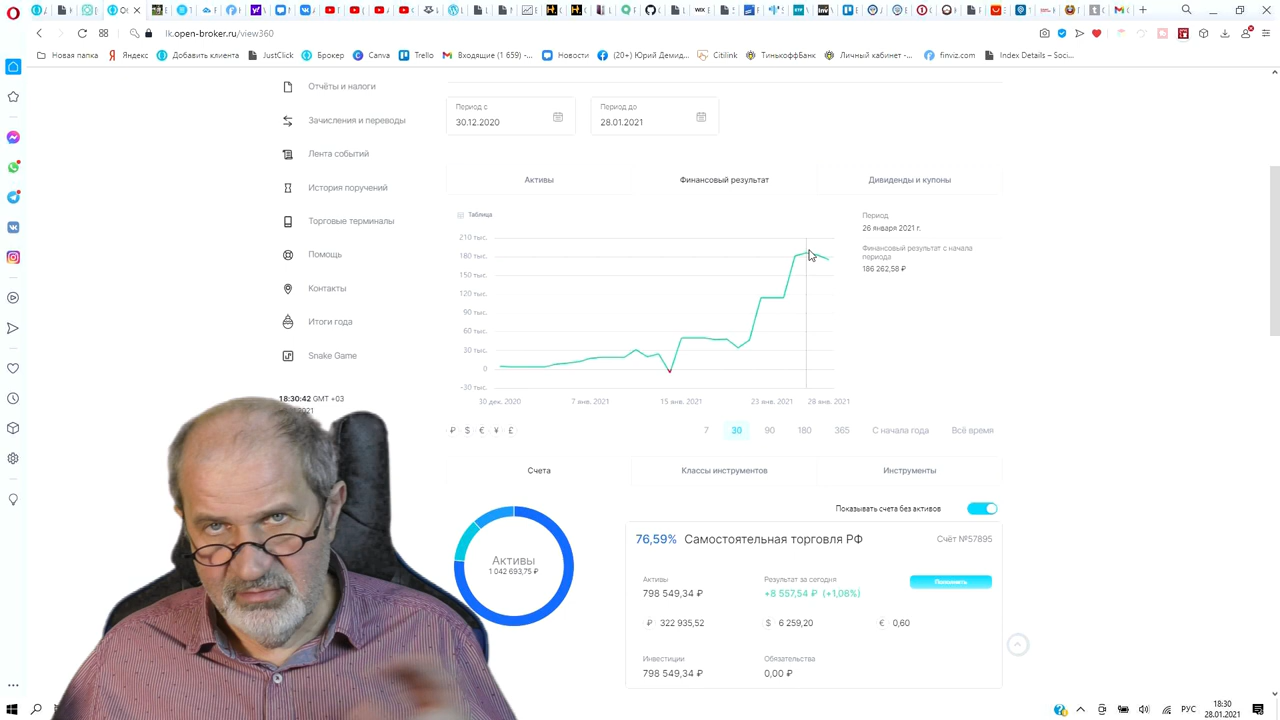 lk.open-broker.ru/view360
Новая папка
Яндекс
Добавить клиента
JustClick
Брокер
Canva
Trello
Входящие (1 659) -...
Новости
(20+) Юрий Демид...
Citilink
ТинькоффБанк
Личный кабинет -...
finviz.com
Index Details – Soci...
Отчёты и налоги
Зачисления и переводы
Лента событий
История поручений
Торговые терминалы
Помощь
Контакты
Итоги года
Snake Game
18:30:42 GMT +03
Период с
30.12.2020
Период до
28.01.2021
Активы
Финансовый результат
Дивиденды и купоны
Таблица
210 тыс.
180 тыс.
150 тыс.
120 тыс.
90 тыс.
60 тыс.
30 тыс.
0
-30 тыс.
30 дек. 2020
7 янв. 2021
15 янв. 2021
23 янв. 2021
28 янв. 2021
Период
26 января 2021 г.
Финансовый результат с начала
периода
186 262,58 ₽
₽ $ € ¥ £
7
30
90
180
365
С начала года
Всё время
Счета
Классы инструментов
Инструменты
Показывать счета без активов
Активы
1 042 693,75 ₽
76,59% Самостоятельная торговля РФ
Счёт №57895
Активы
798 549,34 ₽
Результат за сегодня
+8 557,54 ₽ (+1,08%)
Пополнить
₽ 322 935,52
$ 6 259,20
€ 0,60
Инвестиции
798 549,34 ₽
Обязательства
0,00 ₽
РУС
18:30
28.01.2021